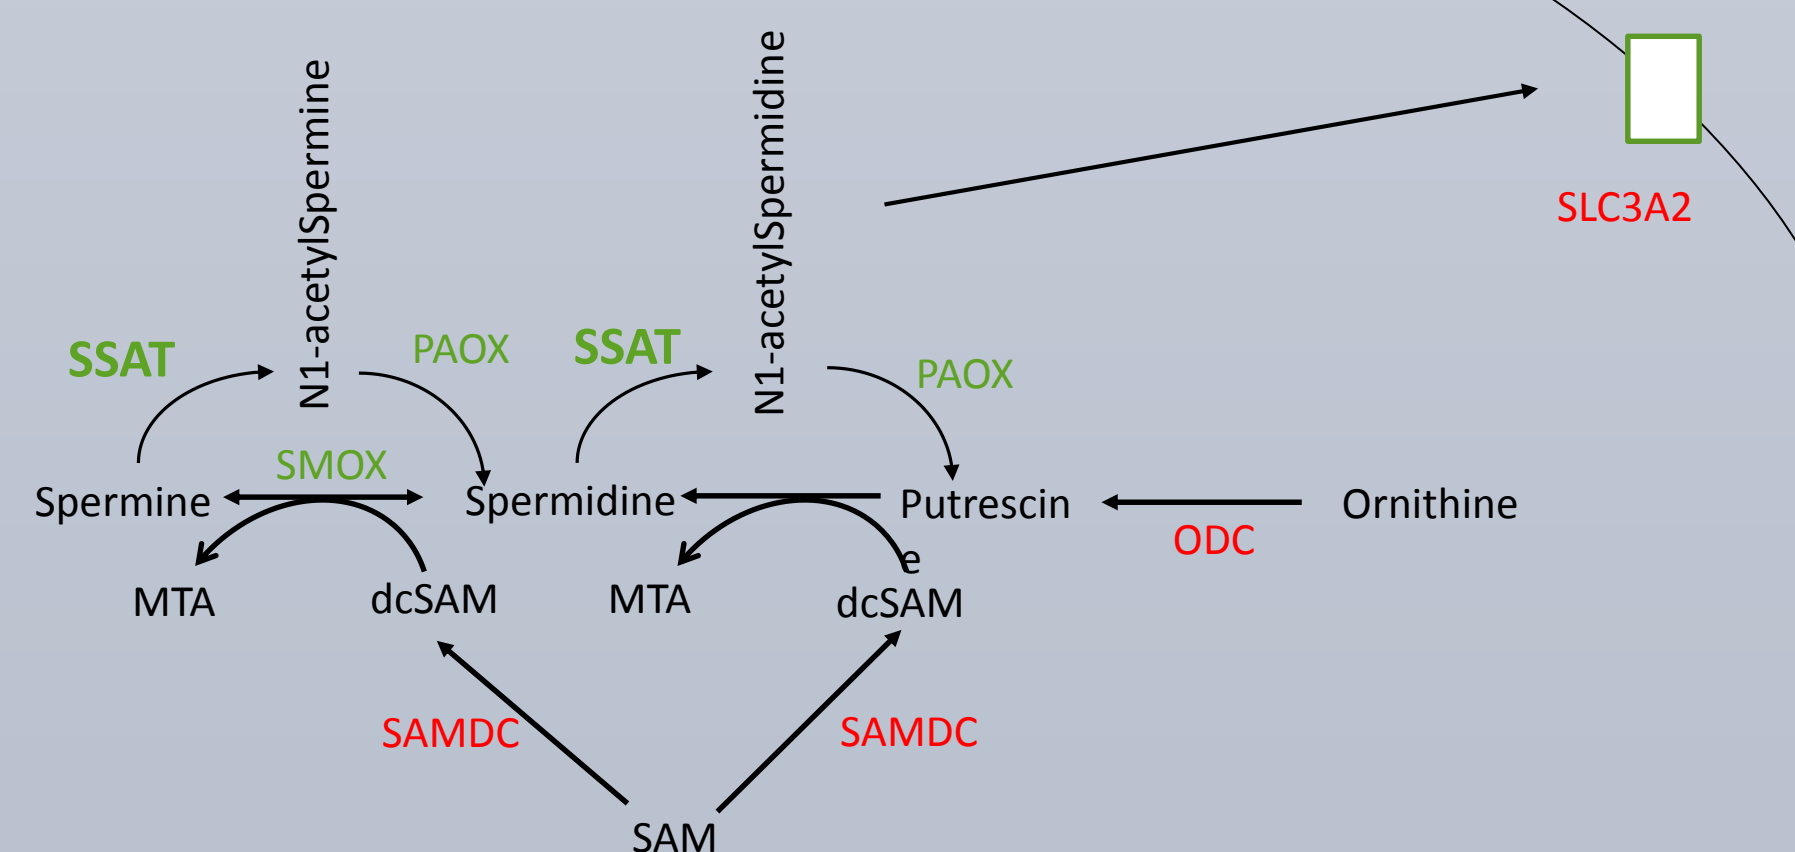 N1-acetylSpermine
N1-acetylSpermidine
SLC3A2
SSAT
PAOX
SSAT
PAOX
SMOX
Spermine
Spermidine
Putrescin
e
Ornithine
ODC
MTA
dcSAM
MTA
dcSAM
SAMDC
SAMDC
SAM